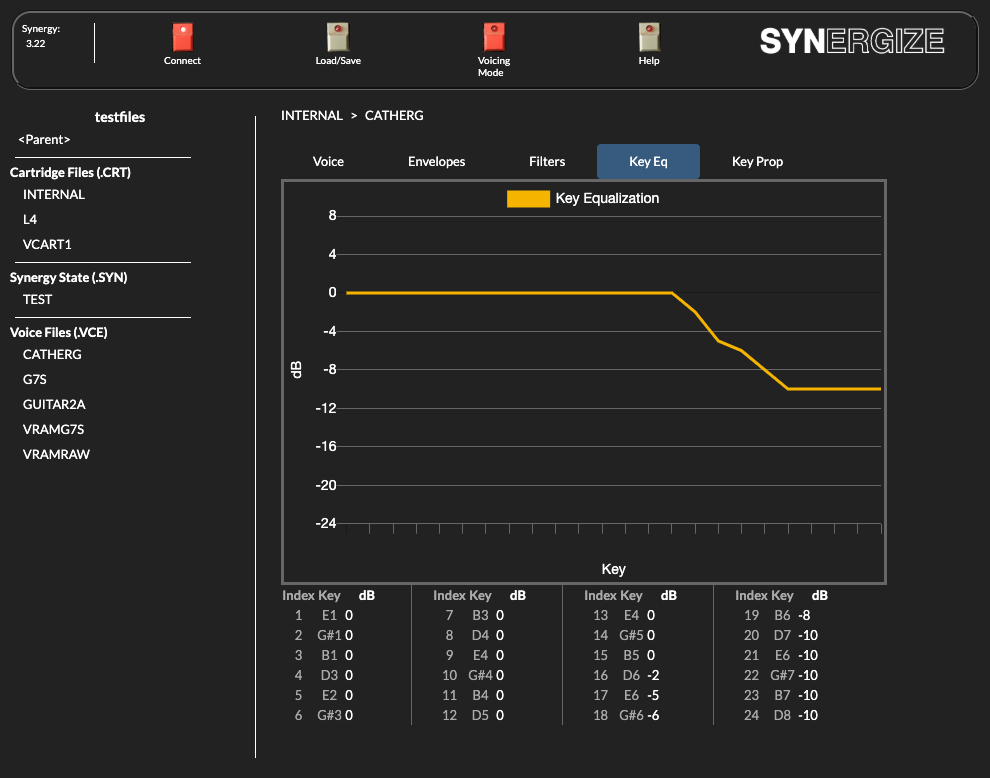 Synergy:
3.22
Connect
Load/Save
Voicing
Mode
Help
SYNERGIZE
testfiles
<Parent>
Cartridge Files (.CRT)
INTERNAL
L4
VCART1
Synergy State (.SYN)
TEST
Voice Files (.VCE)
CATHERG
G7S
GUITAR2A
VRAMG7S
VRAMRAW
INTERNAL > CATHERG
Voice Envelopes Filters Key Eq Key Prop
Key Equalization
8
4
0
-4
-8
-12
-16
-20
-24
dB
Key
Index Key dB Index Key dB Index Key dB Index Key dB
1 E1 0 7 B3 0 13 E4 0 19 B6 -8
2 G#1 0 8 D4 0 14 G#5 0 20 D7 -10
3 B1 0 9 E4 0 15 B5 0 21 E6 -10
4 D3 0 10 G#4 0 16 D6 -2 22 G#7 -10
5 E2 0 11 B4 0 17 E6 -5 23 B7 -10
6 G#3 0 12 D5 0 18 G#6 -6 24 D8 -10